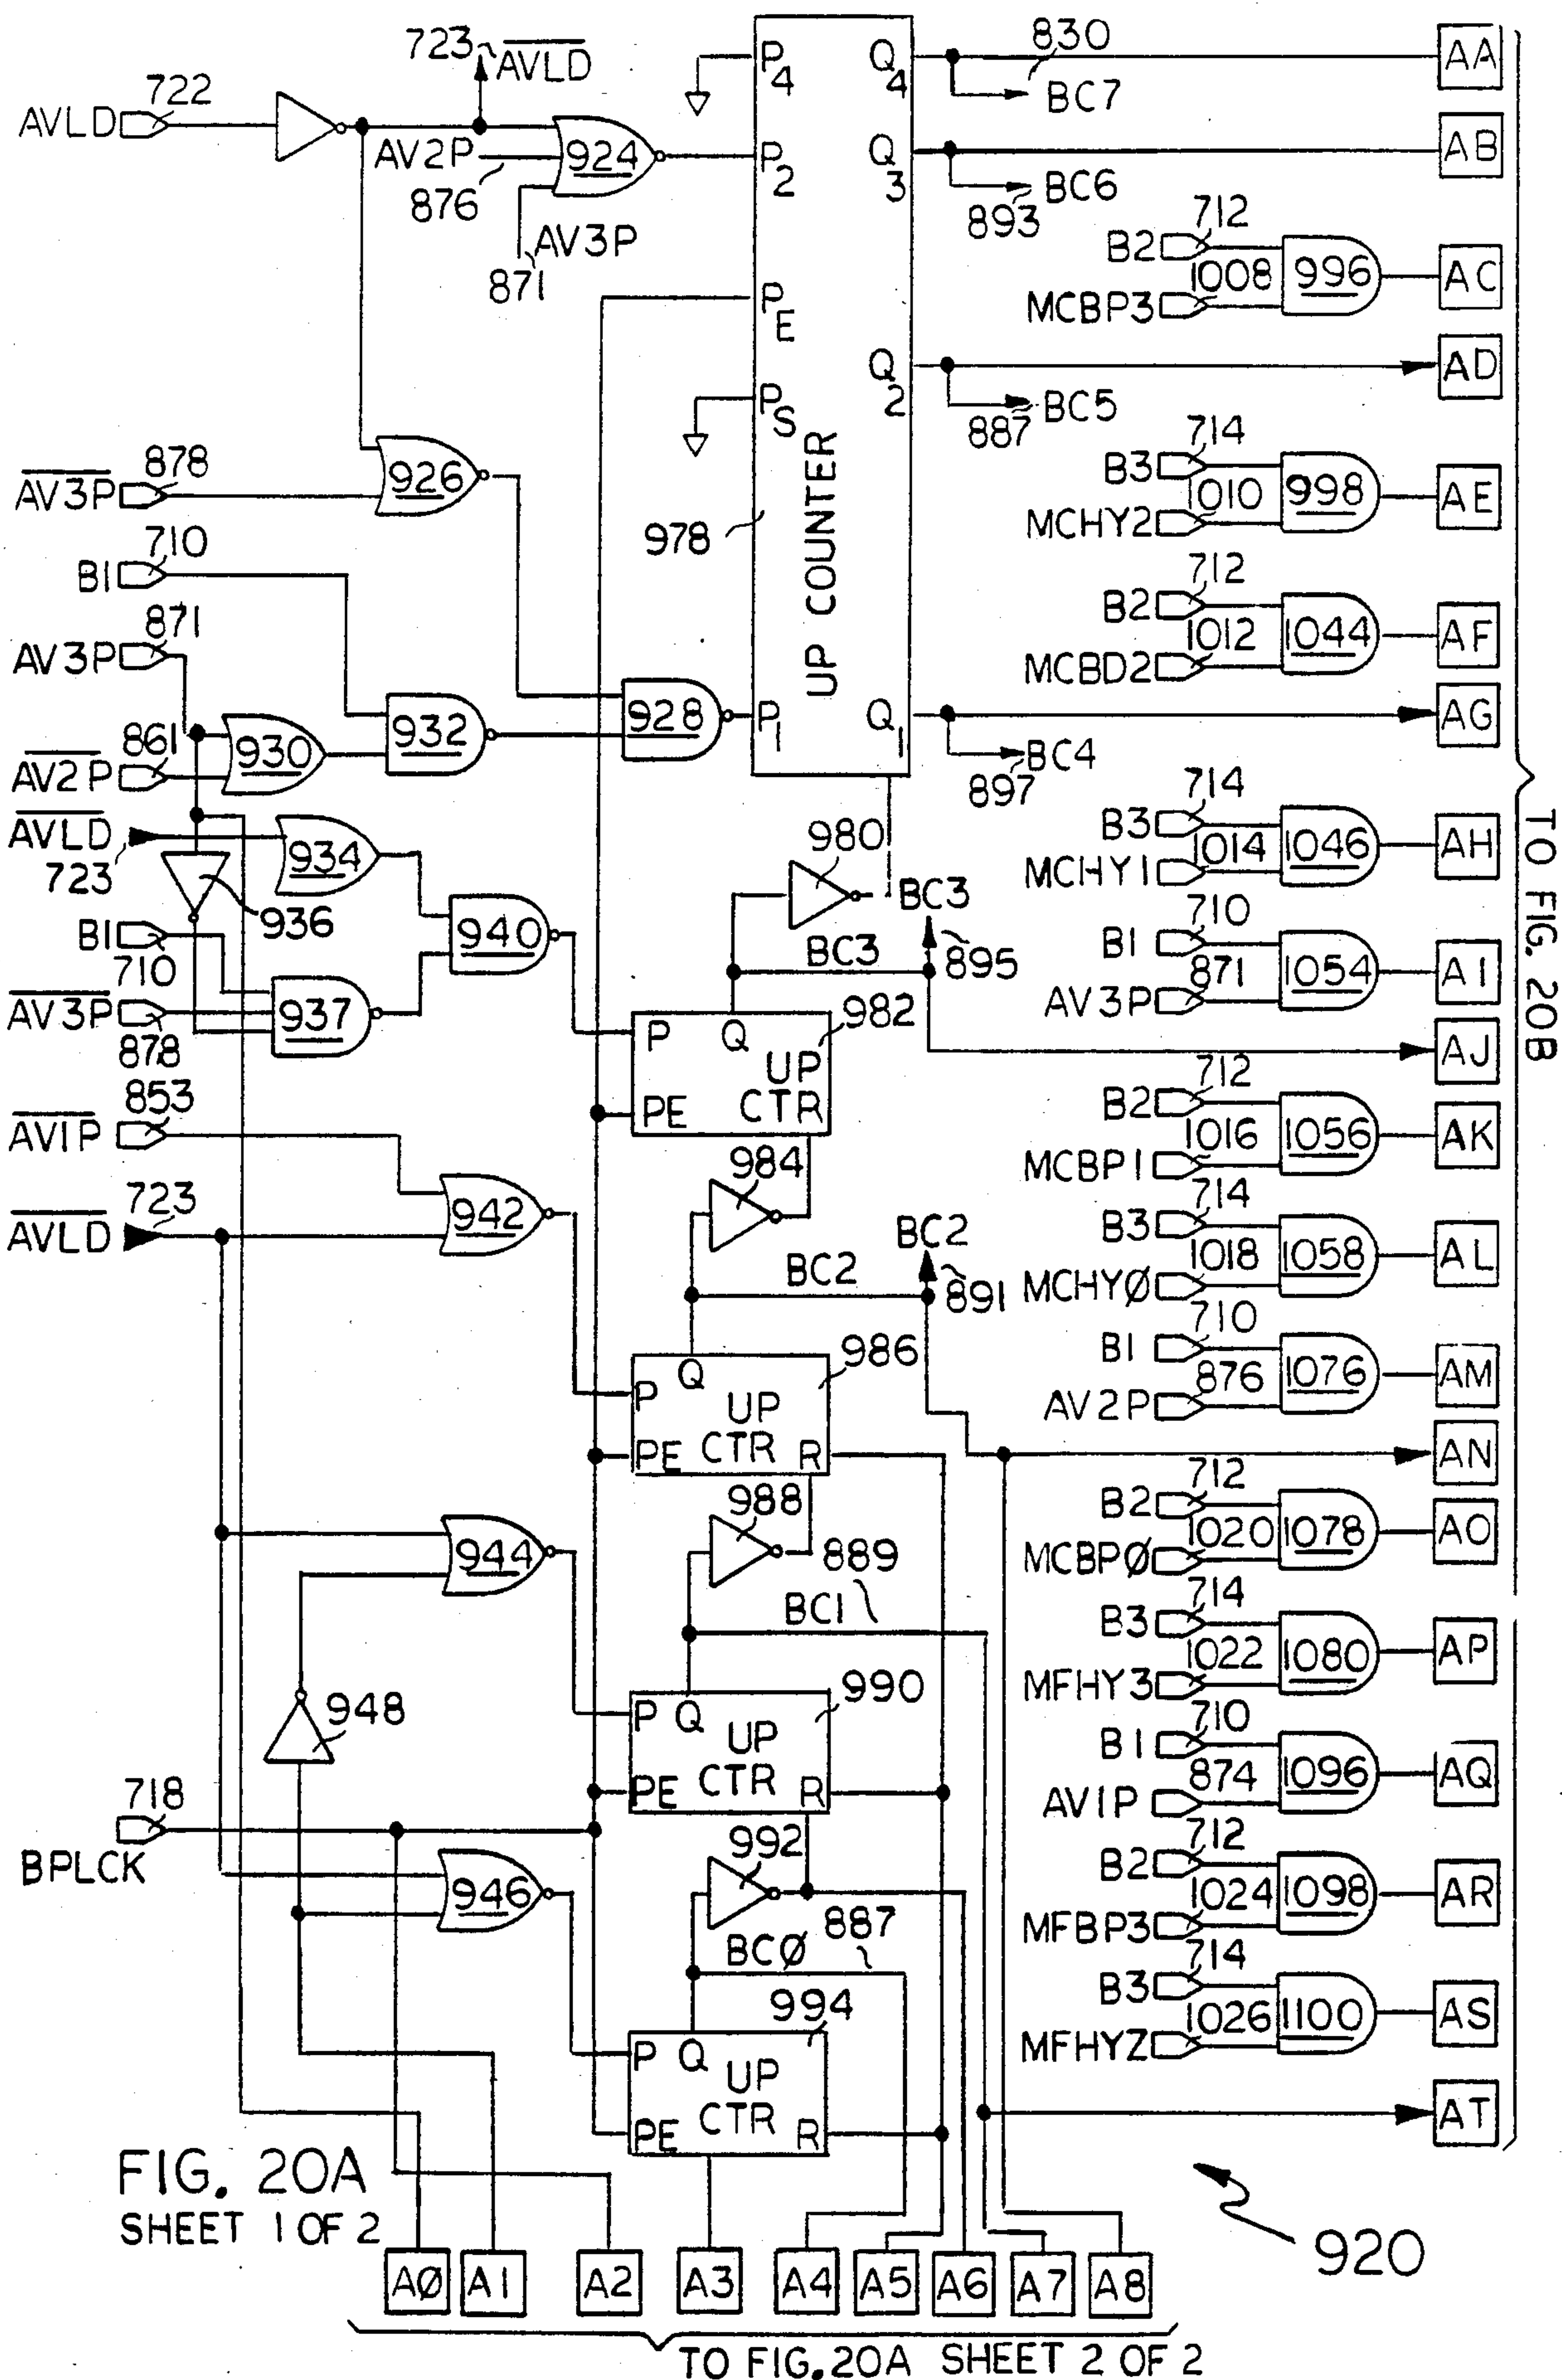 723 AVLD
830
AA
722
AVLD
P4
Q4
BC7
AV2P
924
876
P2
Q3
AB
BC6
893
AV3P
871
712
B2
1008
996
AC
MCBP3
PE
Q2
AD
BC5
887
PS
714
B3
1010
998
AE
MCHY2
878
AV3P
926
978
UP COUNTER
710
B1
712
B2
1012
1044
AF
MCBD2
871
AV3P
928
P1
Q1
AG
BC4
897
861
AV2P
930
932
714
B3
1014
1046
AH
MCHY1
AVLD
723
934
936
980
BC3
895
BC3
710
B1
871
1054
AI
AV3P
B1
710
940
AV3P
878
937
P
Q
982
UP
CTR
PE
AJ
712
B2
1016
1056
AK
MCBP1
853
AV1P
984
723
AVLD
942
BC2
891
BC2
714
B3
1018
1058
AL
MCHYØ
710
B1
876
1076
AM
AV2P
986
P
Q
UP
CTR
PE
R
AN
988
889
BC1
944
712
B2
1020
1078
AO
MCBPØ
714
B3
1022
1080
AP
MFHY3
948
990
P
Q
UP
CTR
PE
R
710
B1
874
1096
AQ
AV1P
718
BPLCK
946
992
887
BCØ
712
B2
1024
1098
AR
MFBP3
714
B3
1026
1100
AS
MFHYZ
994
P
Q
UP
CTR
PE
R
AT
TO FIG. 20B
FIG. 20A
SHEET 1 OF 2
920
AØ
A1
A2
A3
A4
A5
A6
A7
A8
TO FIG. 20A SHEET 2 OF 2